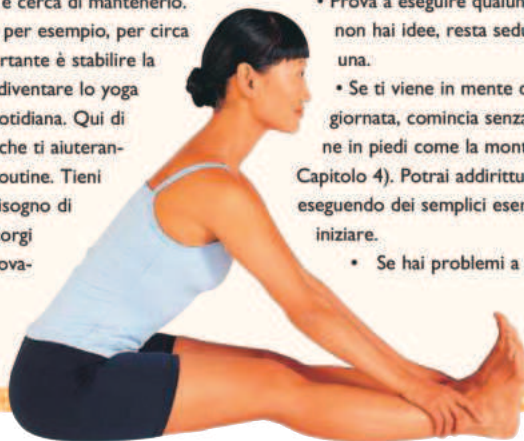 e cerca di mantenerlo.
per esempio, per circa
rtante è stabilire la
diventare lo yoga
otidiana. Qui di
che ti aiuteran-
outine. Tieni
isogno di
orgi
ova-
• Prova a eseguire qualun
non hai idee, resta sedu
una.
• Se ti viene in mente
giornata, comincia senza
ne in piedi come la mont
Capitolo 4). Potrai addirittu
eseguendo dei semplici eser
iniziare.
• Se hai problemi a